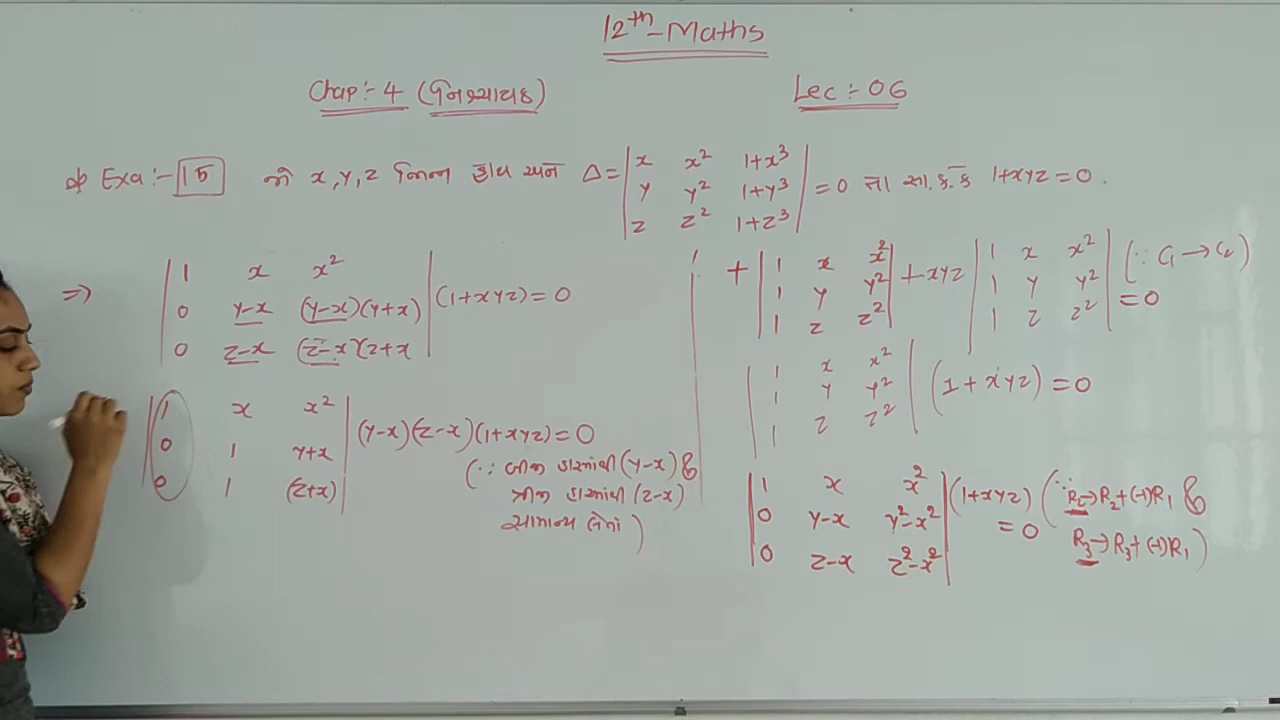 12th - Maths
Chap:- 4 (નિશ્ચાયક)
Lec :- 06
Exa:- 15 જો x, y, z ભિન્ન હોય અને Δ = | x x² 1+x³ | = 0 તો સા.કે.કે 1+xyz = 0.
| y y² 1+y³ |
| z z² 1+z³ |
⇒ | 1 x x² | (1+xyz) = 0
| 0 y-x (y-x)(y+x) |
| 0 z-x (z-x)(z+x |
| 1 x x² | (y-x)(z-x)(1+xyz) = 0
| 0 1 y+x |
| 0 1 (z+x) |
(∵ બીજી હારમાંથી (y-x) &
ત્રીજી હારમાંથી (z-x)
સામાન્ય લેતાં )
+ | 1 x x² | + xyz | 1 x x² | (∵ C₁ → C₂)
| 1 y y² | | 1 y y² | = 0
| 1 z z² | | 1 z z² |
| 1 x x² | (1+xyz) = 0
| 1 y y² |
| 1 z z² |
| 1 x x² | (1+xyz) = 0 (∵ R₂→R₂+(-1)R₁ &
| 0 y-x y²-x² | R₃→R₃+(-1)R₁)
| 0 z-x z²-x² |